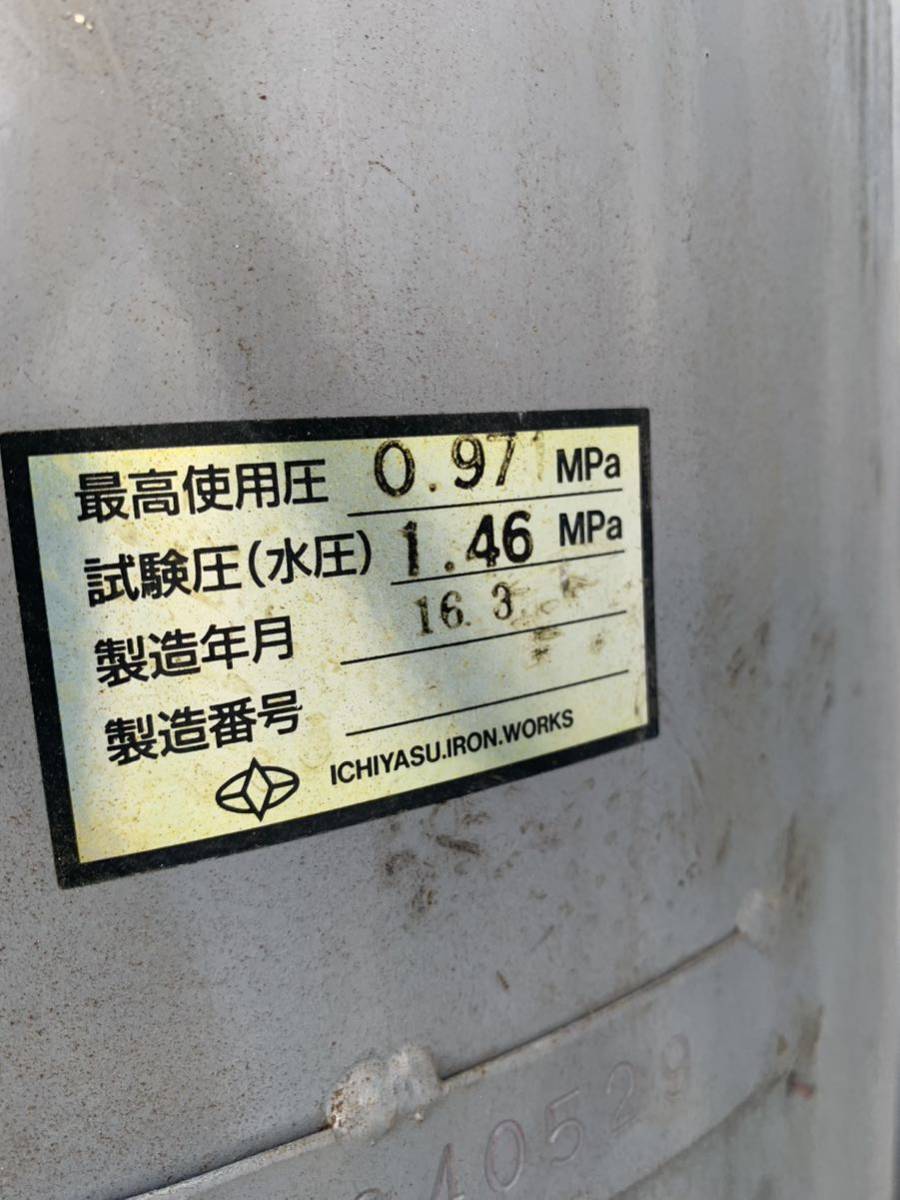 最高使用圧 0.97 MPa
試験圧(水圧) 1.46 MPa
製造年月 16.3
製造番号
ICHIYASU.IRON.WORKS
40529